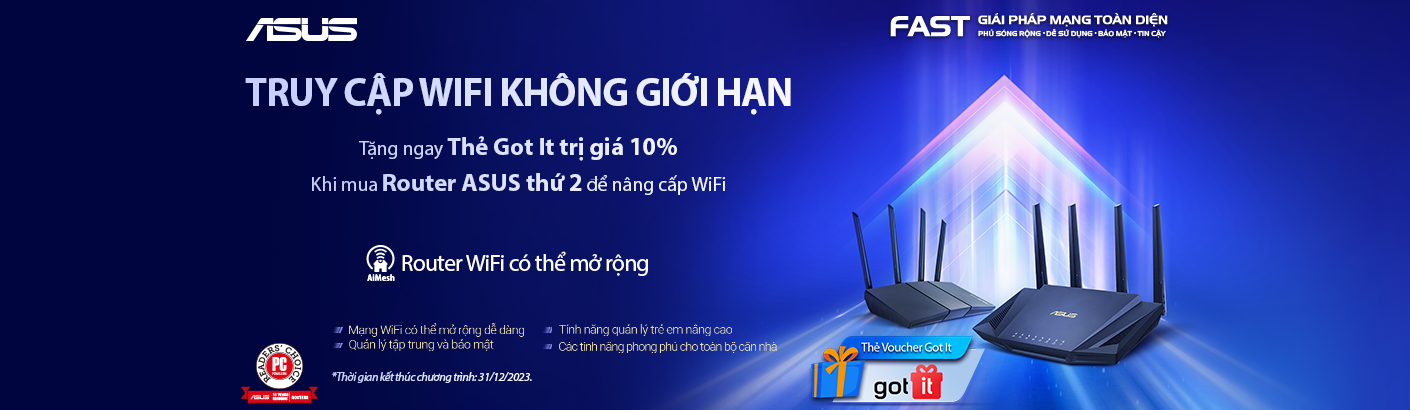 ASUS
FAST GIẢI PHÁP MẠNG TOÀN DIỆN
PHỦ SÓNG RỘNG • DỄ SỬ DỤNG • BẢO MẬT • TIN CẬY
TRUY CẬP WIFI KHÔNG GIỚI HẠN
Tặng ngay Thẻ Got It trị giá 10%
Khi mua Router ASUS thứ 2 để nâng cấp WiFi
AiMesh
Router WiFi có thể mở rộng
Mạng WiFi có thể mở rộng dễ dàng
Quản lý tập trung và bảo mật
Tính năng quản lý trẻ em nâng cao
Các tính năng phong phú cho toàn bộ căn nhà
*Thời gian kết thúc chương trình: 31/12/2023.
READERS' CHOICE
PC
ASUS
ROUTERS
ASUS
Thẻ Voucher Got It
got it